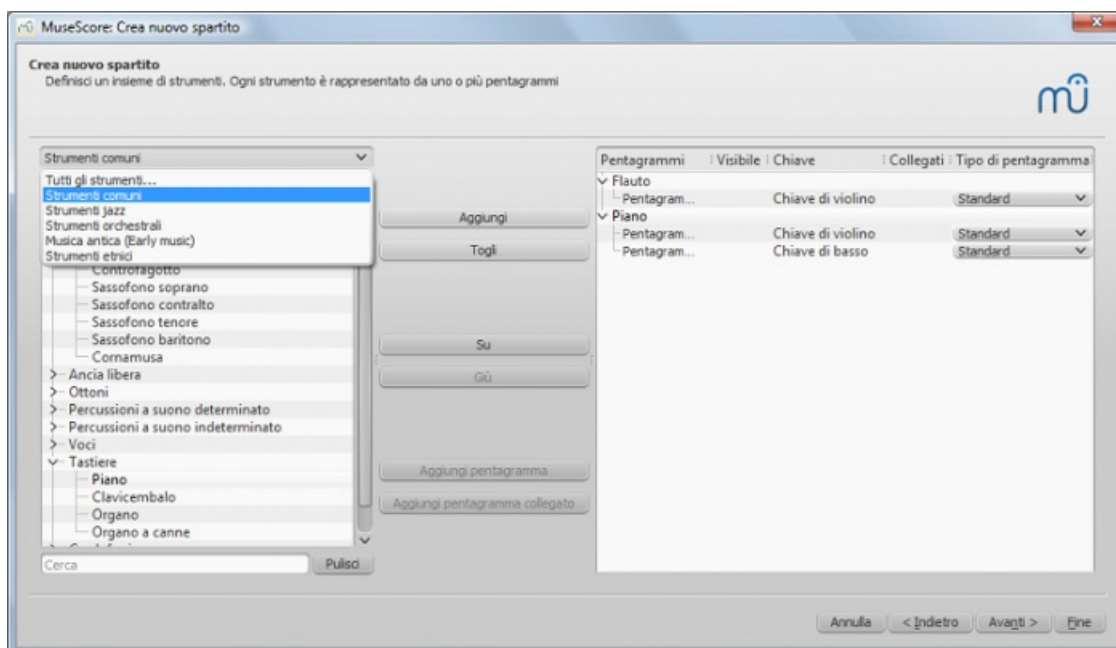 MuseScore: Crea nuovo spartito
Crea nuovo spartito
Definisci un insieme di strumenti. Ogni strumento è rappresentato da uno o più pentagrammi
Strumenti comuni
Tutti gli strumenti...
Strumenti comuni
Strumenti jazz
Strumenti orchestrali
Musica antica (Early music)
Strumenti etnici
Controfagotto
Sassofono soprano
Sassofono contralto
Sassofono tenore
Sassofono baritono
Cornamusa
Ancia libera
Ottoni
Percussioni a suono determinato
Percussioni a suono indeterminato
Voci
Tastiere
Piano
Clavicembalo
Organo
Organo a canne
Cerca
Pulisci
Aggiungi
Togli
Su
Giù
Aggiungi pentagramma
Aggiungi pentagramma collegato
Pentagrammi Visibile Chiave Collegati Tipo di pentagramma
Flauto
Pentagram... Chiave di violino Standard
Piano
Pentagram... Chiave di violino Standard
Pentagram... Chiave di basso Standard
Annulla < Indietro Avanti > Fine